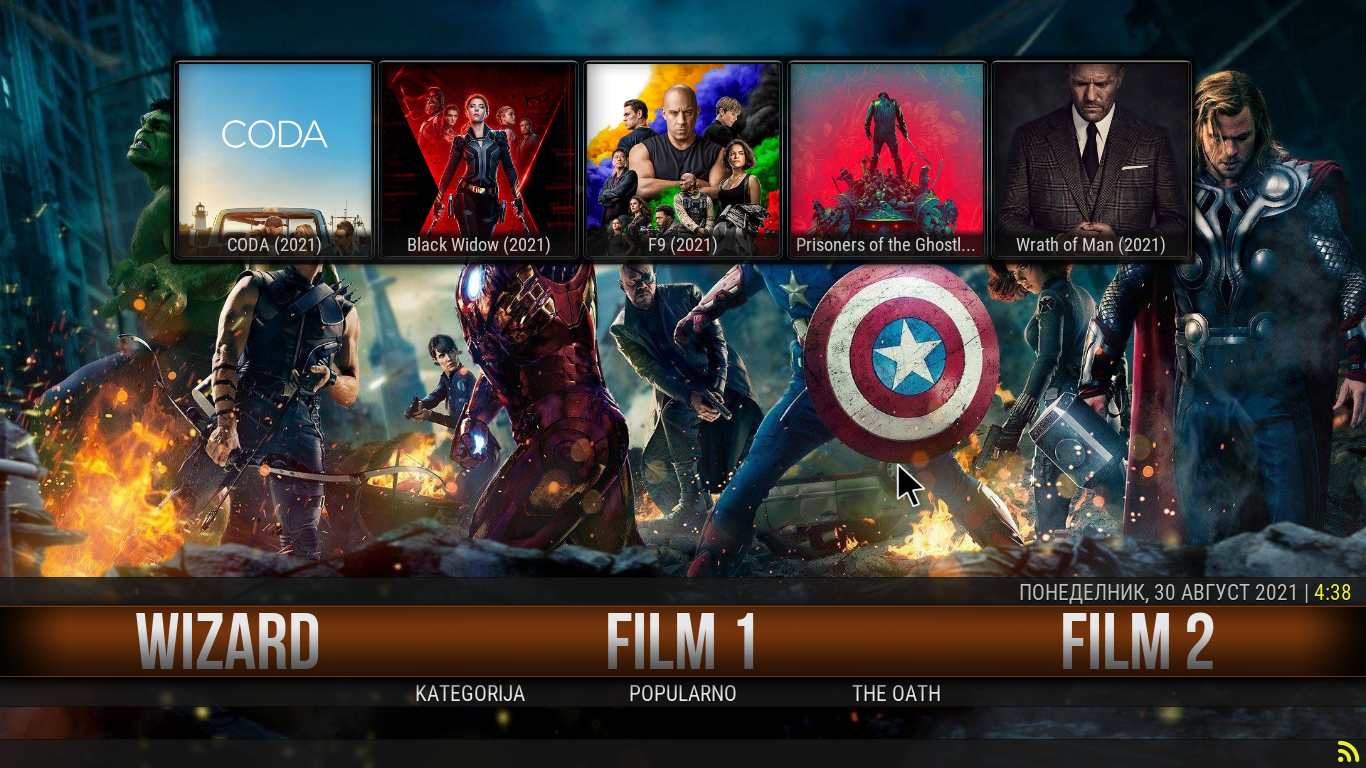 CODA
CODA (2021)
Black Widow (2021)
F9 (2021)
Prisoners of the Ghostl...
Wrath of Man (2021)
ПОНЕДЕЛНИК, 30 АВГУСТ 2021 | 4:38
WIZARD
FILM 1
FILM 2
KATEGORIJA
POPULARNO
THE OATH